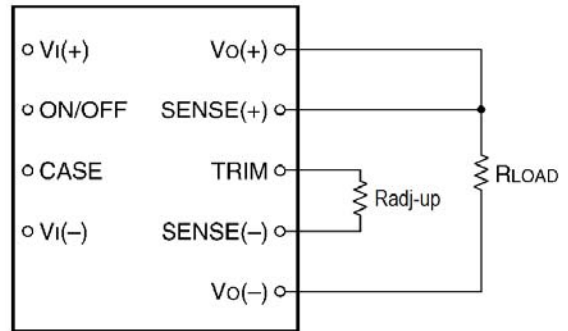 VI(+)
VO(+)
ON/OFF
SENSE(+)
CASE
TRIM
RLOAD
Radj-up
VI(–)
SENSE(–)
VO(–)